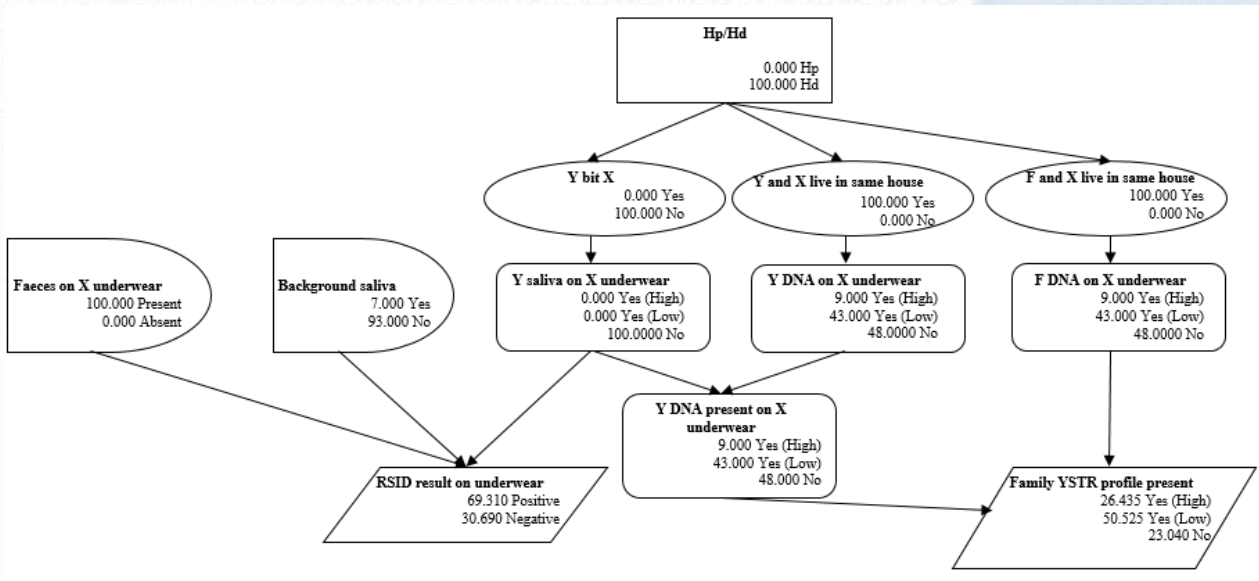 Hp/Hd
0.000 Hp
100.000 Hd
Y bit X
0.000 Yes
100.000 No
Y and X live in same house
100.000 Yes
0.000 No
F and X live in same house
100.000 Yes
0.000 No
Faeces on X underwear
100.000 Present
0.000 Absent
Background saliva
7.000 Yes
93.000 No
Y saliva on X underwear
0.000 Yes (High)
0.000 Yes (Low)
100.0000 No
Y DNA on X underwear
9.000 Yes (High)
43.000 Yes (Low)
48.0000 No
F DNA on X underwear
9.000 Yes (High)
43.000 Yes (Low)
48.0000 No
Y DNA present on X
underwear
9.000 Yes (High)
43.000 Yes (Low)
48.000 No
RSID result on underwear
69.310 Positive
30.690 Negative
Family YSTR profile present
26.435 Yes (High)
50.525 Yes (Low)
23.040 No